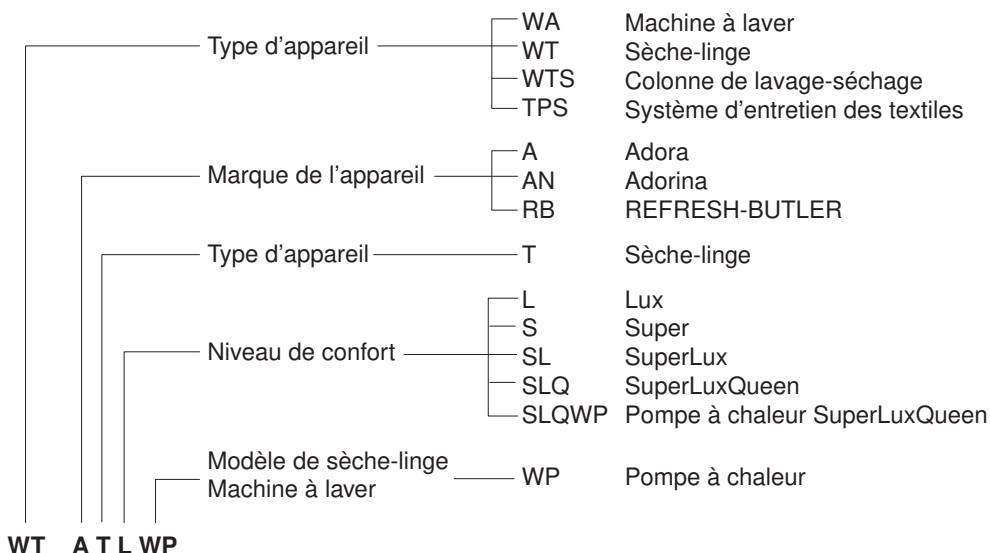 WA Machine à laver
Type d'appareil WT Sèche-linge
WTS Colonne de lavage-séchage
TPS Système d'entretien des textiles
A Adora
Marque de l'appareil AN Adorina
RB REFRESH-BUTLER
Type d'appareil T Sèche-linge
L Lux
S Super
Niveau de confort SL SuperLux
SLQ SuperLuxQueen
SLQWP Pompe à chaleur SuperLuxQueen
Modèle de sèche-linge
Machine à laver WP Pompe à chaleur
WT A T L WP